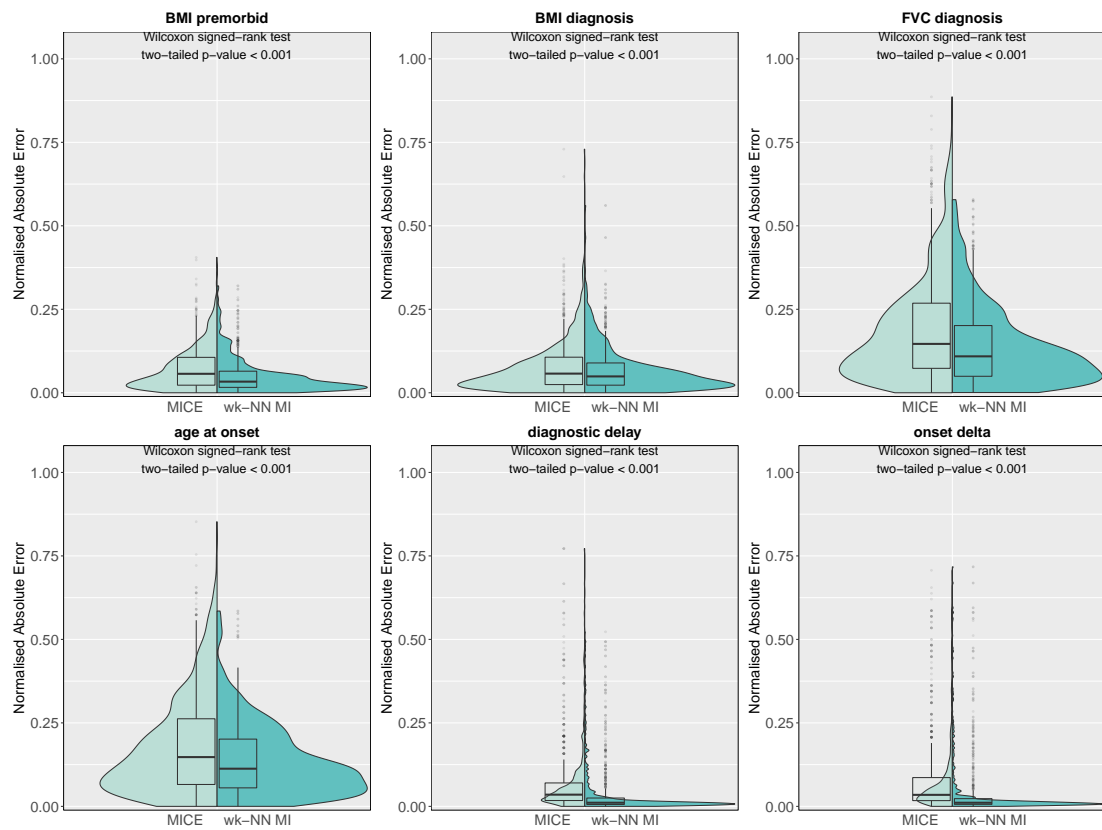 BMI premorbid
Wilcoxon signed−rank test
two−tailed p−value < 0.001
1.00
0.75
0.50
0.25
0.00
Normalised Absolute Error
MICE wk−NN MI
BMI diagnosis
Wilcoxon signed−rank test
two−tailed p−value < 0.001
1.00
0.75
0.50
0.25
0.00
Normalised Absolute Error
MICE wk−NN MI
FVC diagnosis
Wilcoxon signed−rank test
two−tailed p−value < 0.001
1.00
0.75
0.50
0.25
0.00
Normalised Absolute Error
MICE wk−NN MI
age at onset
Wilcoxon signed−rank test
two−tailed p−value < 0.001
1.00
0.75
0.50
0.25
0.00
Normalised Absolute Error
MICE wk−NN MI
diagnostic delay
Wilcoxon signed−rank test
two−tailed p−value < 0.001
1.00
0.75
0.50
0.25
0.00
Normalised Absolute Error
MICE wk−NN MI
onset delta
Wilcoxon signed−rank test
two−tailed p−value < 0.001
1.00
0.75
0.50
0.25
0.00
Normalised Absolute Error
MICE wk−NN MI